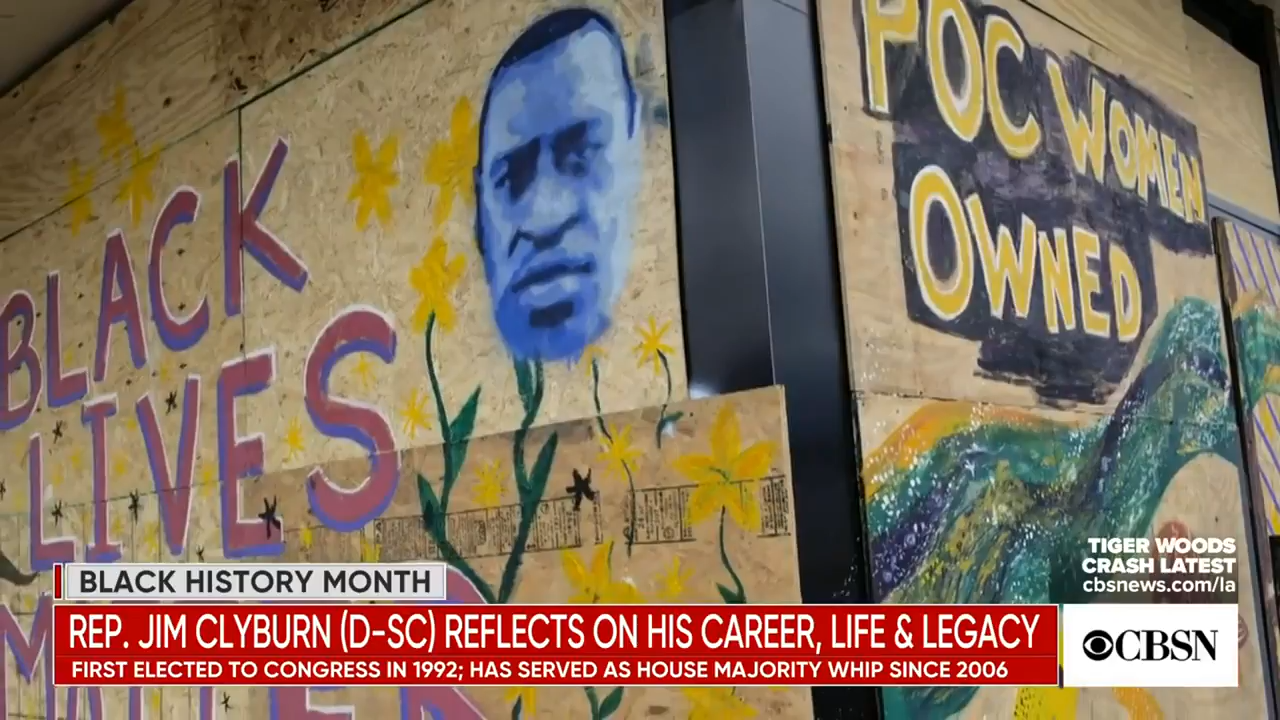 BLACK
LIVES
MATTER
POC WOMEN
OWNED
TIGER WOODS
CRASH LATEST
cbsnews.com/la
BLACK HISTORY MONTH
REP. JIM CLYBURN (D-SC) REFLECTS ON HIS CAREER, LIFE & LEGACY
FIRST ELECTED TO CONGRESS IN 1992; HAS SERVED AS HOUSE MAJORITY WHIP SINCE 2006
CBSN